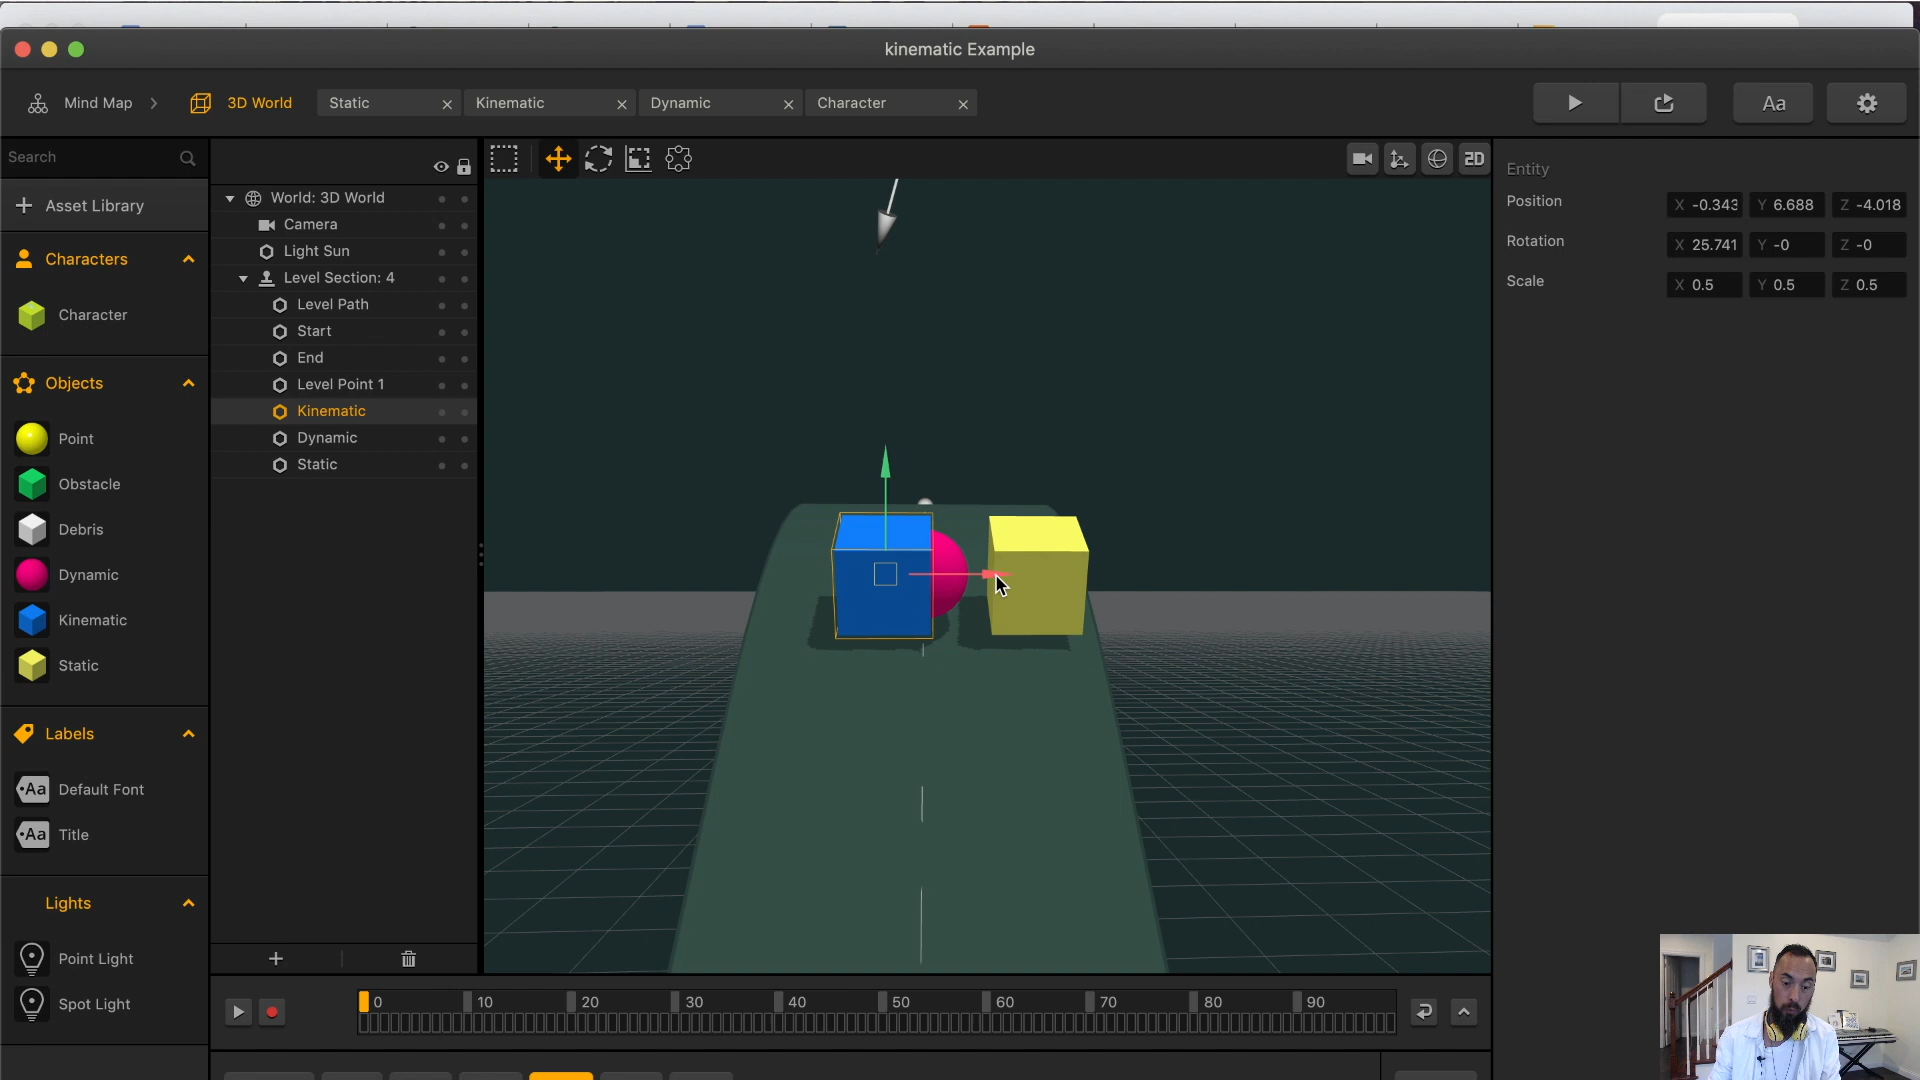 kinematic Example
Mind Map
3D World
Static
Kinematic
Dynamic
Character
Aa
Search
Asset Library
Characters
Character
Objects
Point
Obstacle
Debris
Dynamic
Kinematic
Static
Labels
Aa Default Font
Aa Title
Lights
Point Light
Spot Light
World: 3D World
Camera
Light Sun
Level Section: 4
Level Path
Start
End
Level Point 1
Kinematic
Dynamic
Static
2D
Entity
Position X -0.343 Y 6.688 Z -4.018
Rotation X 25.741 Y -0 Z -0
Scale X 0.5 Y 0.5 Z 0.5
0 10 20 30 40 50 60 70 80 90